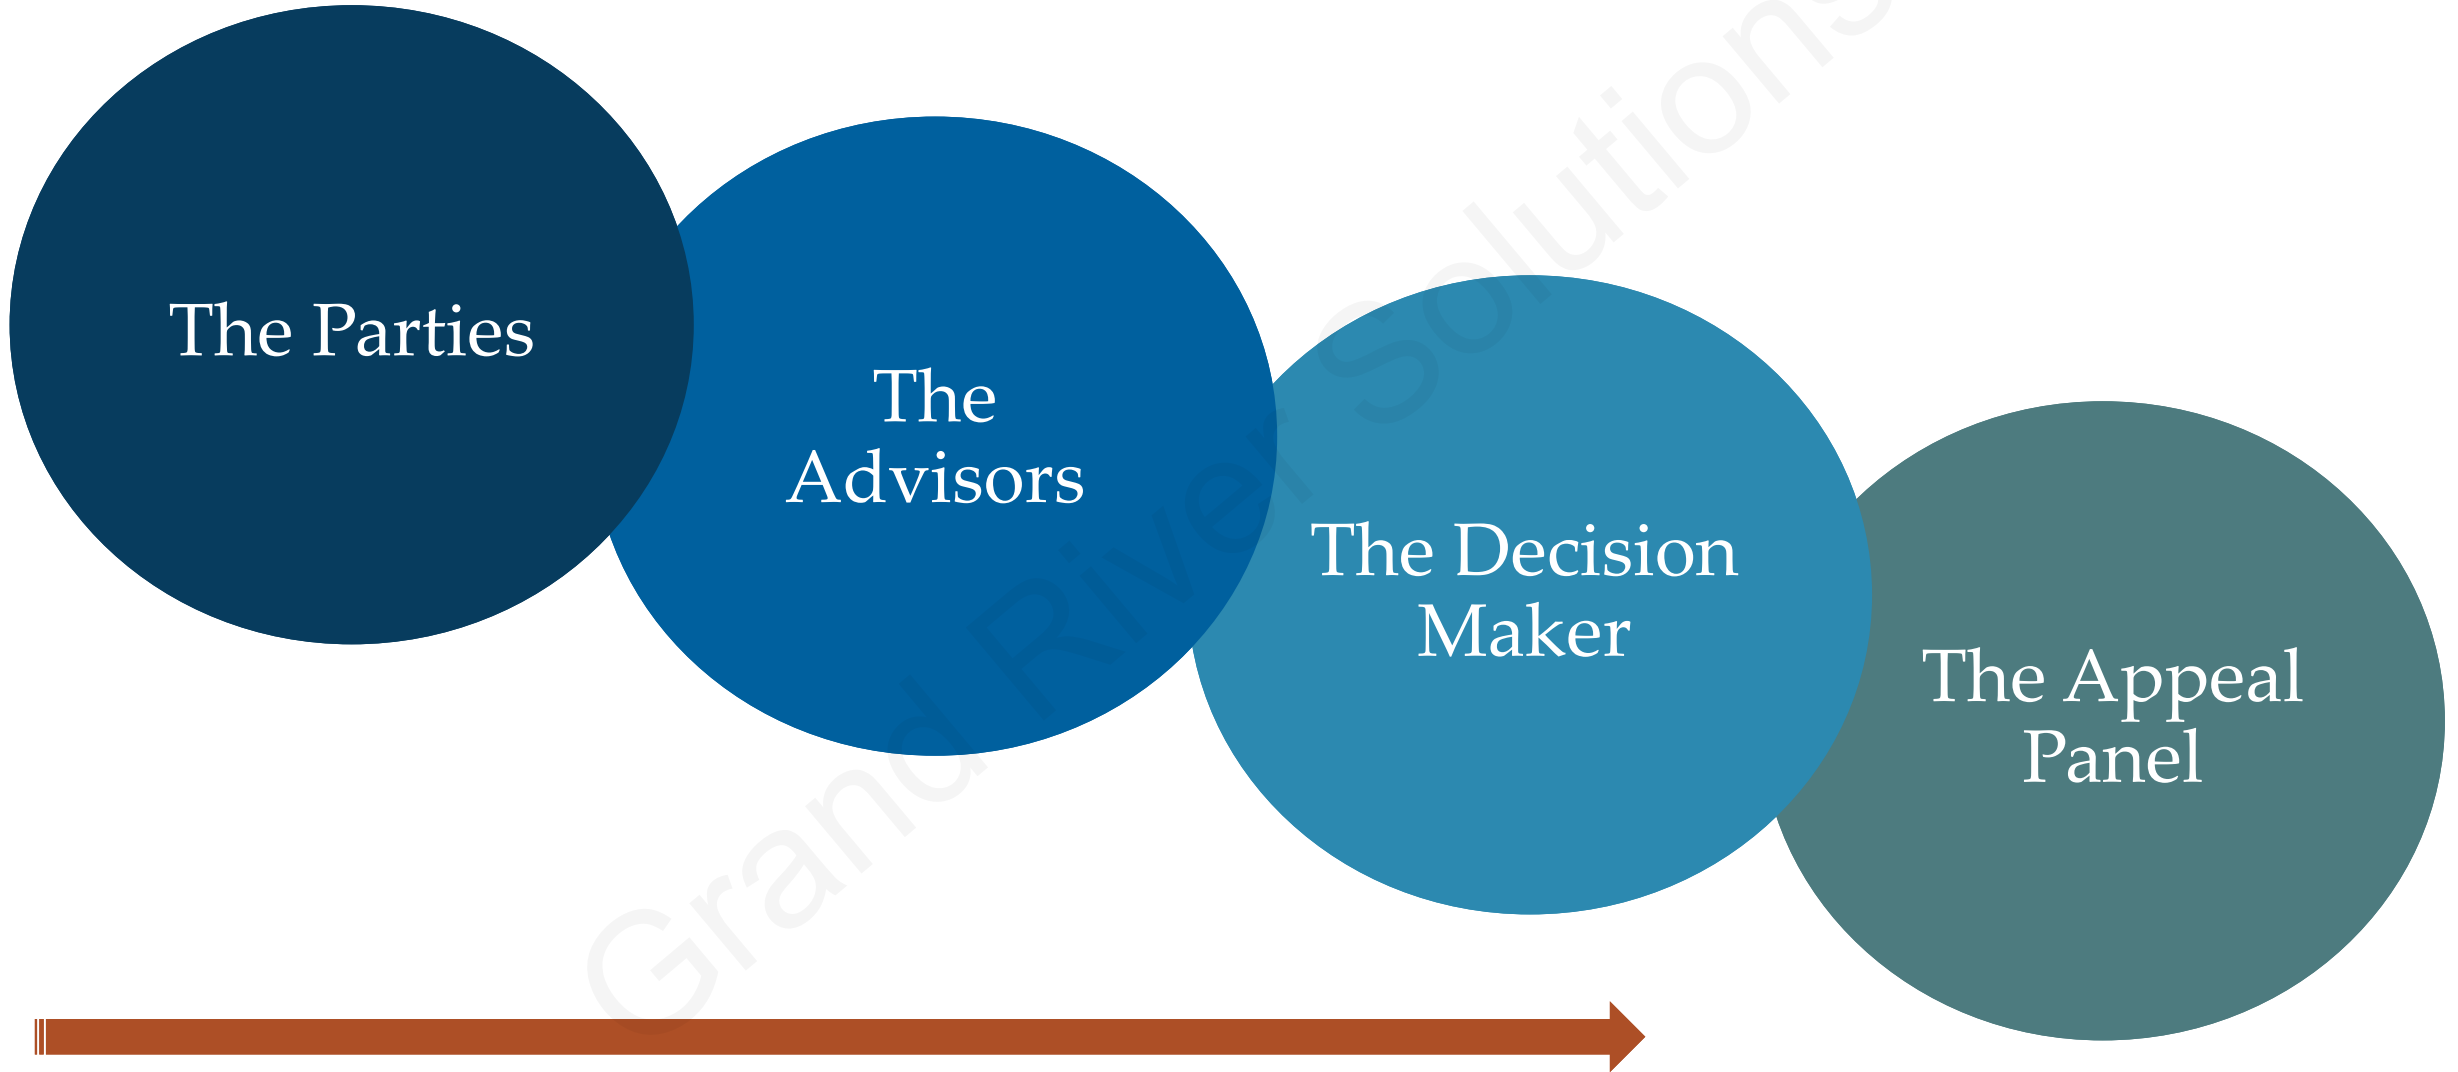 The Parties
The
Advisors
The Decision
Maker
The Appeal
Panel
Grand River Solutions